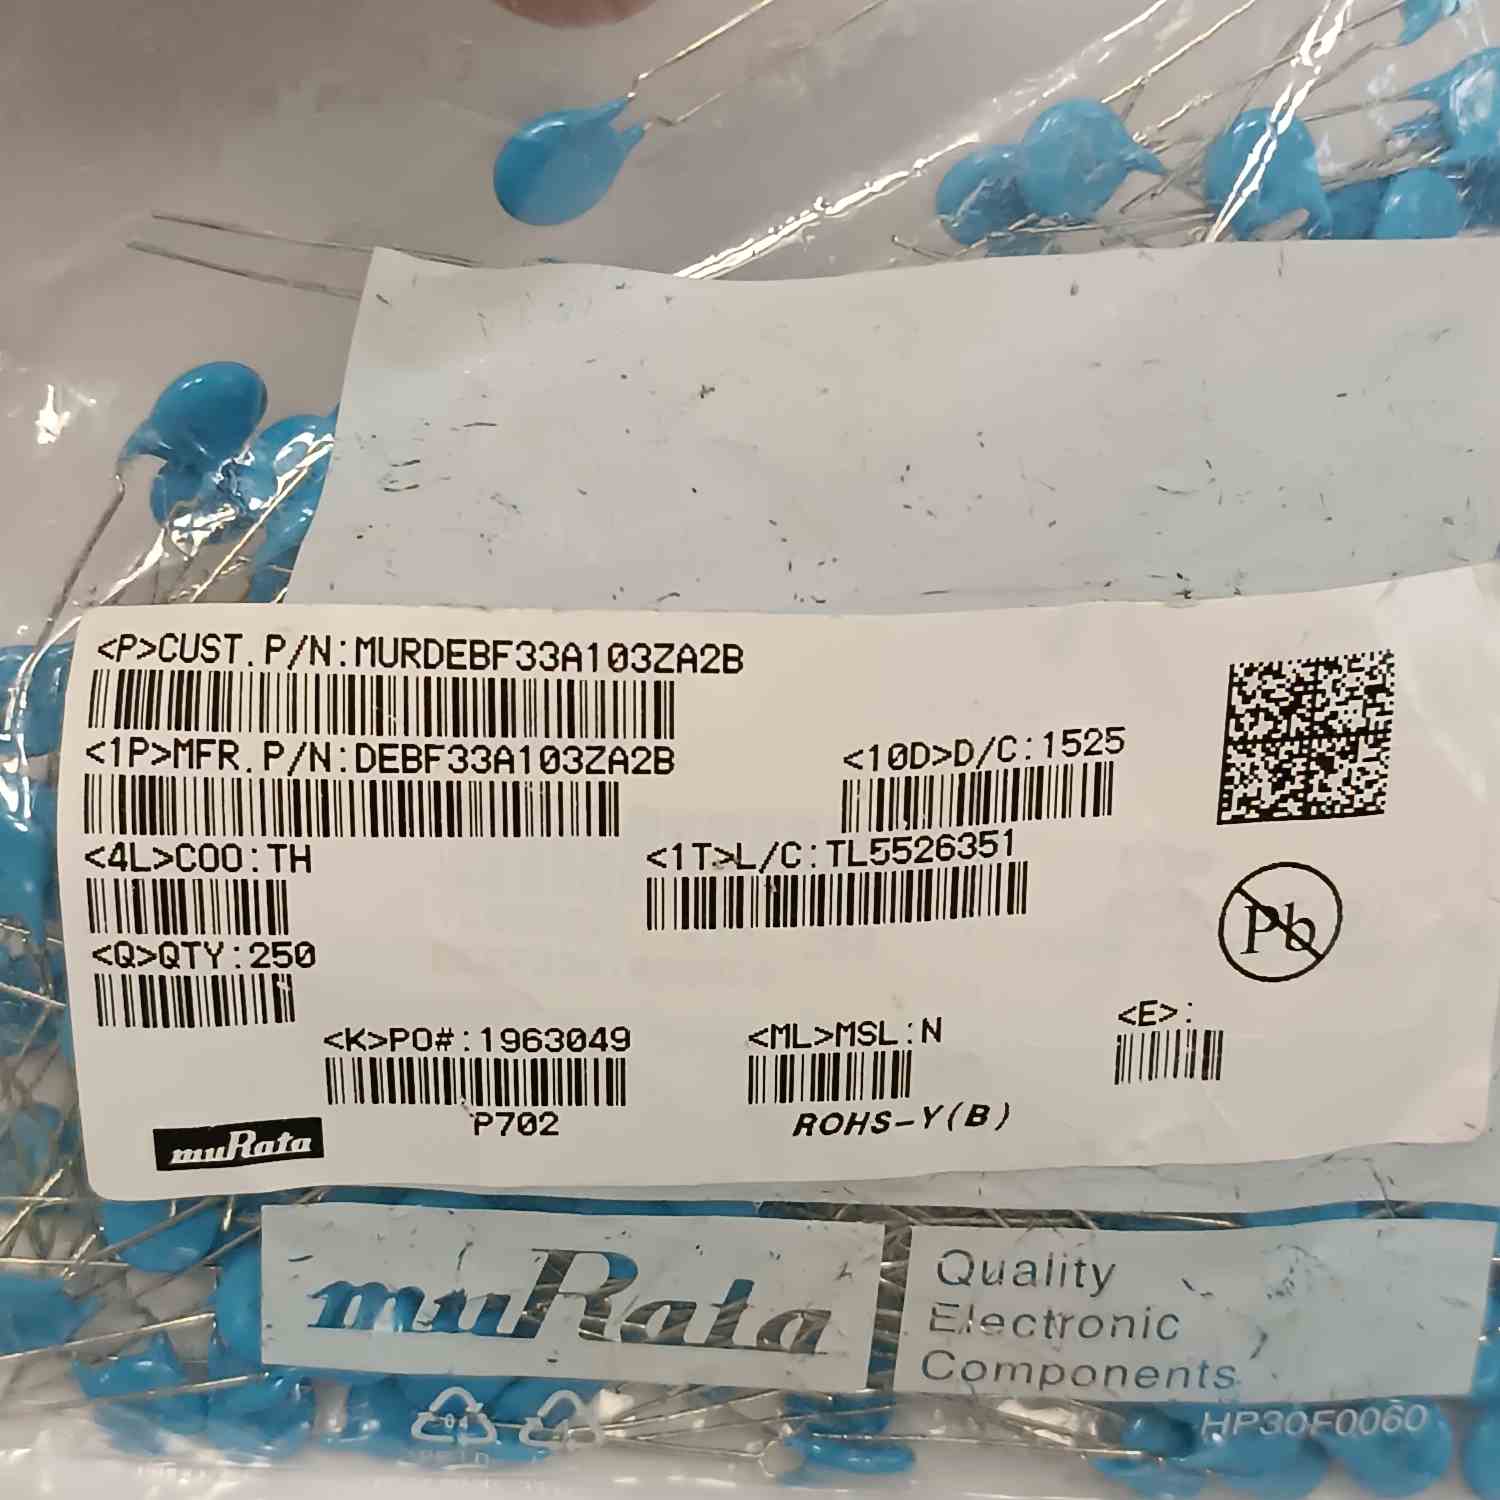 <P>CUST.P/N:MURDEBF33A103ZA2B
<1P>MFR.P/N:DEBF33A103ZA2B
<10D>D/C:1525
<4L>COO:TH
<1T>L/C:TL5526351
<Q>QTY:250
Pb
<K>PO#:1963049
<ML>MSL:N
<E>:
P702
ROHS-Y(B)
muRata
muRata
Quality
Electronic
Components
04
HP30F0060